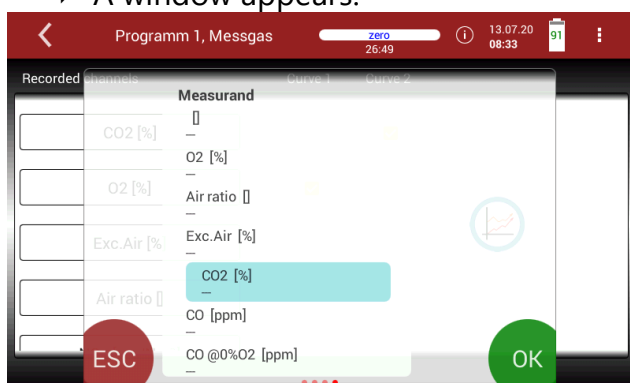 A window appears.
Programm 1, Messgas
zero
26:49
i
13.07.20
08:33
91
Recorded channels Curve 1 Curve 2
Measurand
[]
--
O2 [%]
--
Air ratio []
--
Exc.Air [%]
--
CO2 [%]
--
CO [ppm]
--
CO @0%O2 [ppm]
--
CO2 [%]
O2 [%]
Exc.Air [%
Air ratio []
ESC
OK